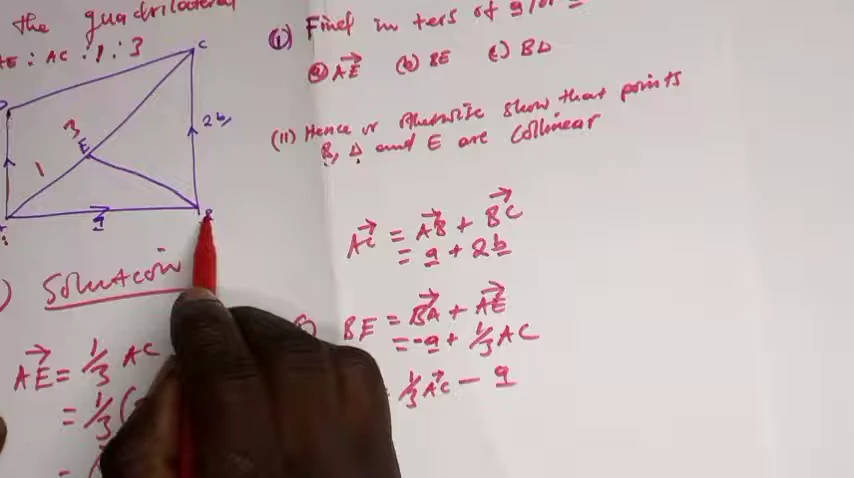 the quadrilateral
AE : AC : 1 : 3
C
2b
3
E
1
a
B
Solution
AE = 1/3 AC
= 1/3 (
(i) Find in ters of a
(a) AE (b) BE (c) BD
(ii) Hence or otherwise show that points
B, D and E are collinear
AC = AB + BC
= a + 2b
BE = BA + AE
= -a + 1/3 AC
1/3 AC - a